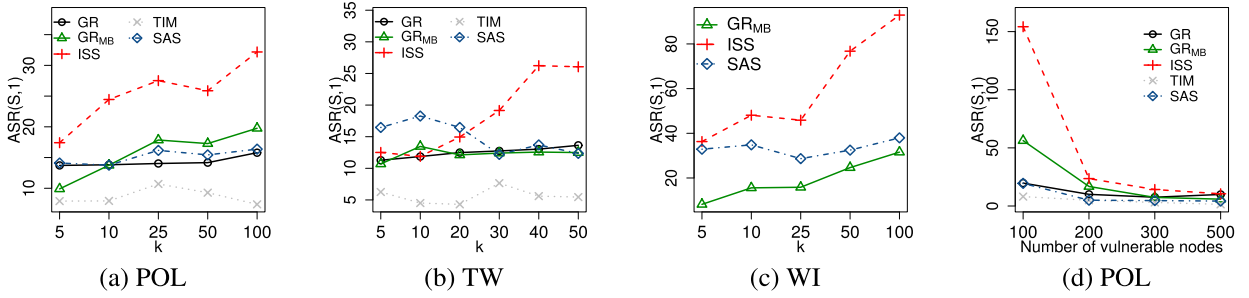 GR
GR_MB
ISS
TIM
SAS
ASR(S,1)
10
20
30
5 10 25 50 100
k
(a) POL
GR
GR_MB
ISS
TIM
SAS
ASR(S,1)
5
10
15
20
25
30
35
5 10 20 30 40 50
k
(b) TW
GR_MB
ISS
SAS
ASR(S,1)
20
40
60
80
5 10 25 50 100
k
(c) WI
GR
GR_MB
ISS
TIM
SAS
ASR(S,1)
0
50
100
150
100 200 300 500
Number of vulnerable nodes
(d) POL